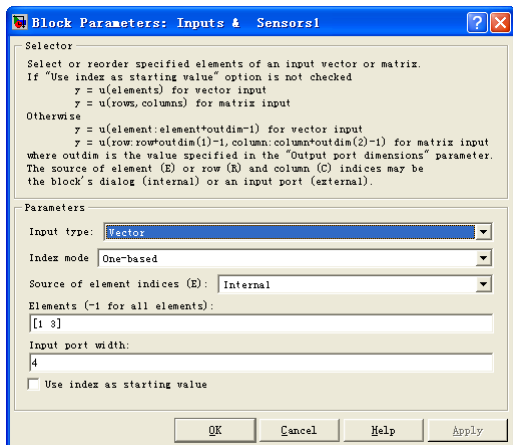 Block Parameters: Inputs & Sensors1
Selector
Select or reorder specified elements of an input vector or matrix.
If "Use index as starting value" option is not checked
y = u(elements) for vector input
y = u(rows, columns) for matrix input
Otherwise
y = u(element:element+outdim-1) for vector input
y = u(row:row+outdim(1)-1,column:column+outdim(2)-1) for matrix input
where outdim is the value specified in the "Output port dimensions" parameter.
The source of element (E) or row (R) and column (C) indices may be
the block's dialog (internal) or an input port (external).
Parameters
Input type: Vector
Index mode One-based
Source of element indices (E): Internal
Elements (-1 for all elements):
[1 3]
Input port width:
4
Use index as starting value
OK Cancel Help Apply